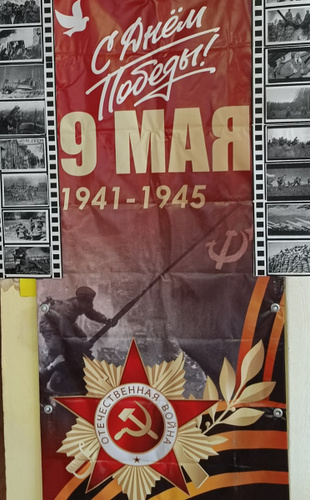 С Днём
Победы!
9 МАЯ
1941-1945
ОТЕЧЕСТВЕННАЯ ВОЙНА